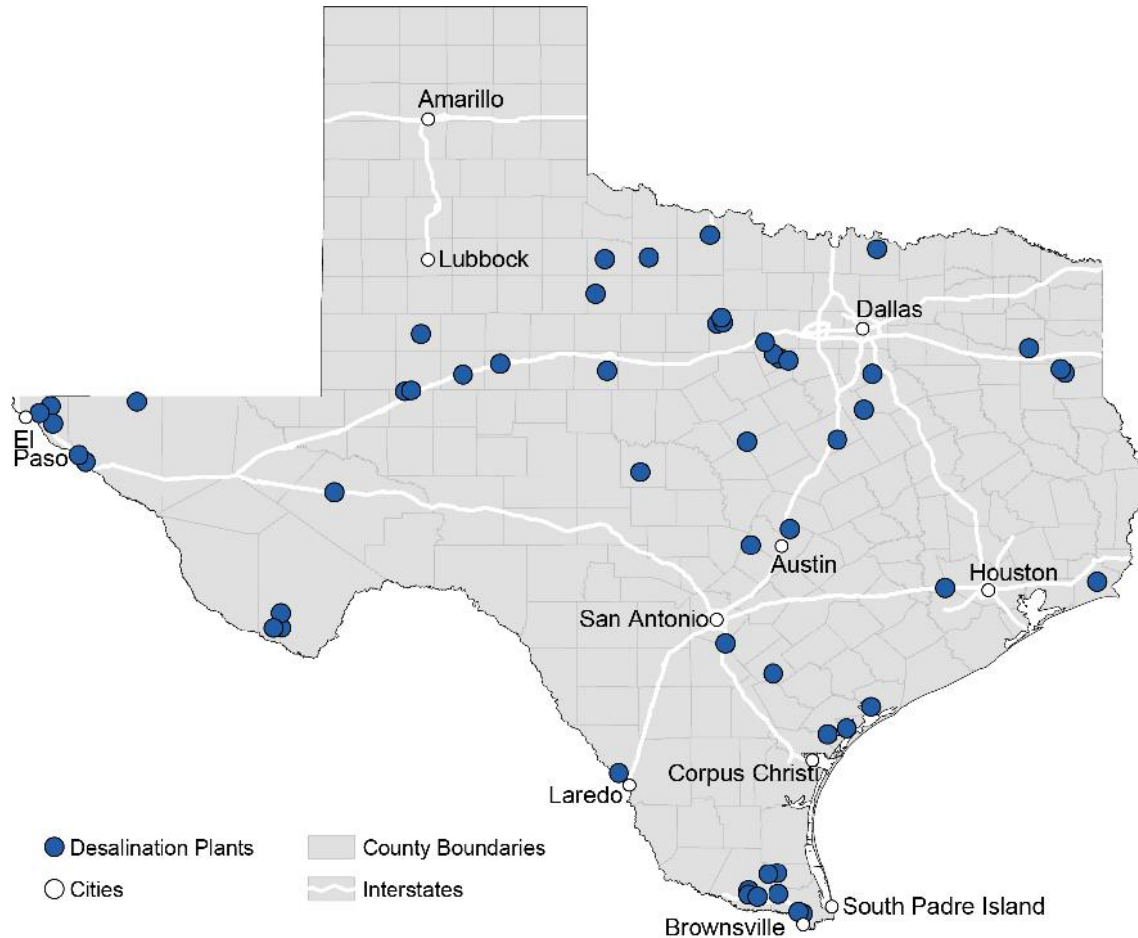 Amarillo
Lubbock
Dallas
El
Paso
Austin
Houston
San Antonio
Corpus Christi
Laredo
Desalination Plants
County Boundaries
Cities
Interstates
South Padre Island
Brownsville